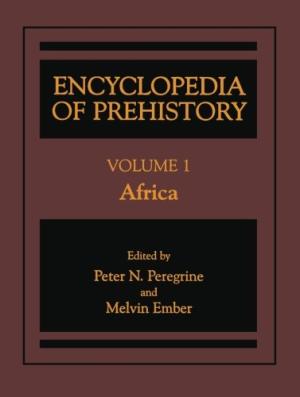 ENCYCLOPEDIA
OF PREHISTORY
VOLUME 1
Africa
Edited by
Peter N. Peregrine
and
Melvin Ember